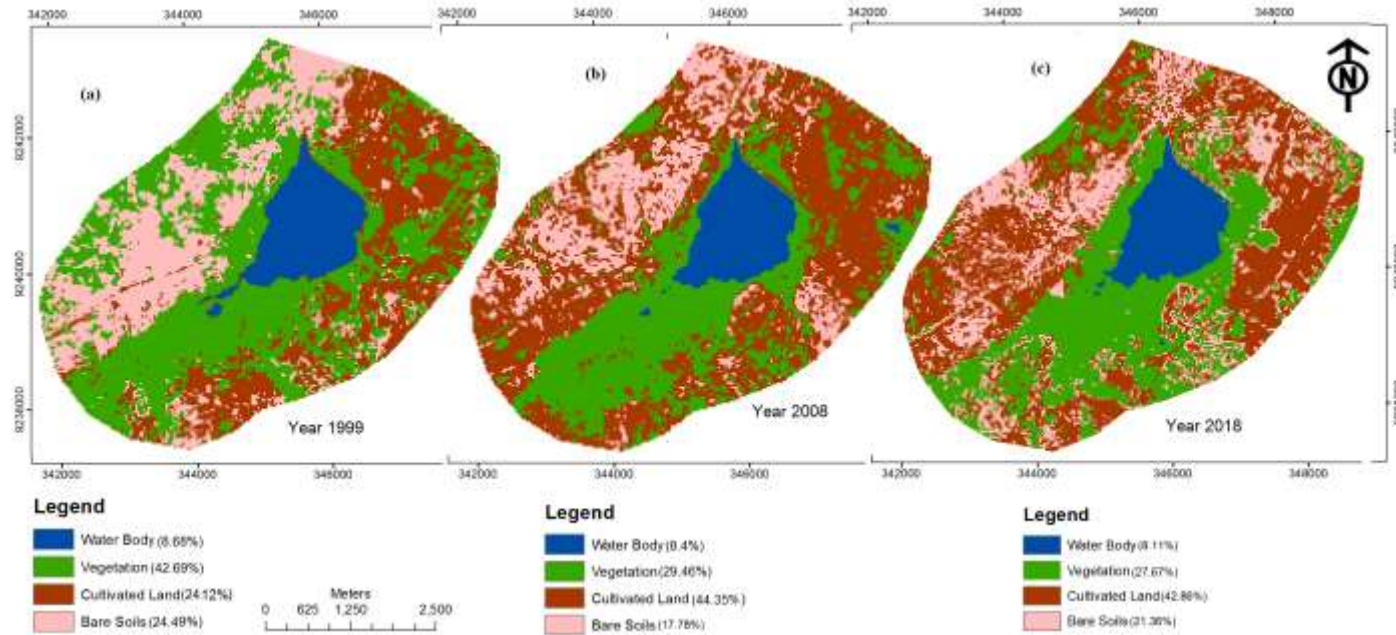 342000 344000 346000
342000 344000 346000
342000 344000 346000 348000
(a)
(b)
(c)
N
9242000
9240000
9238000
Year 1999
Year 2008
Year 2018
342000 344000 346000
342000 344000 346000
342000 344000 346000 348000
Legend
Water Body (8.68%)
Vegetation (42.69%)
Cultivated Land (24.12%)
Bare Soils (24.49%)
Meters
0 625 1,250 2,500
Legend
Water Body (8.4%)
Vegetation (29.46%)
Cultivated Land (44.35%)
Bare Soils (17.78%)
Legend
Water Body (8.11%)
Vegetation (27.67%)
Cultivated Land (42.86%)
Bare Soils (21.36%)